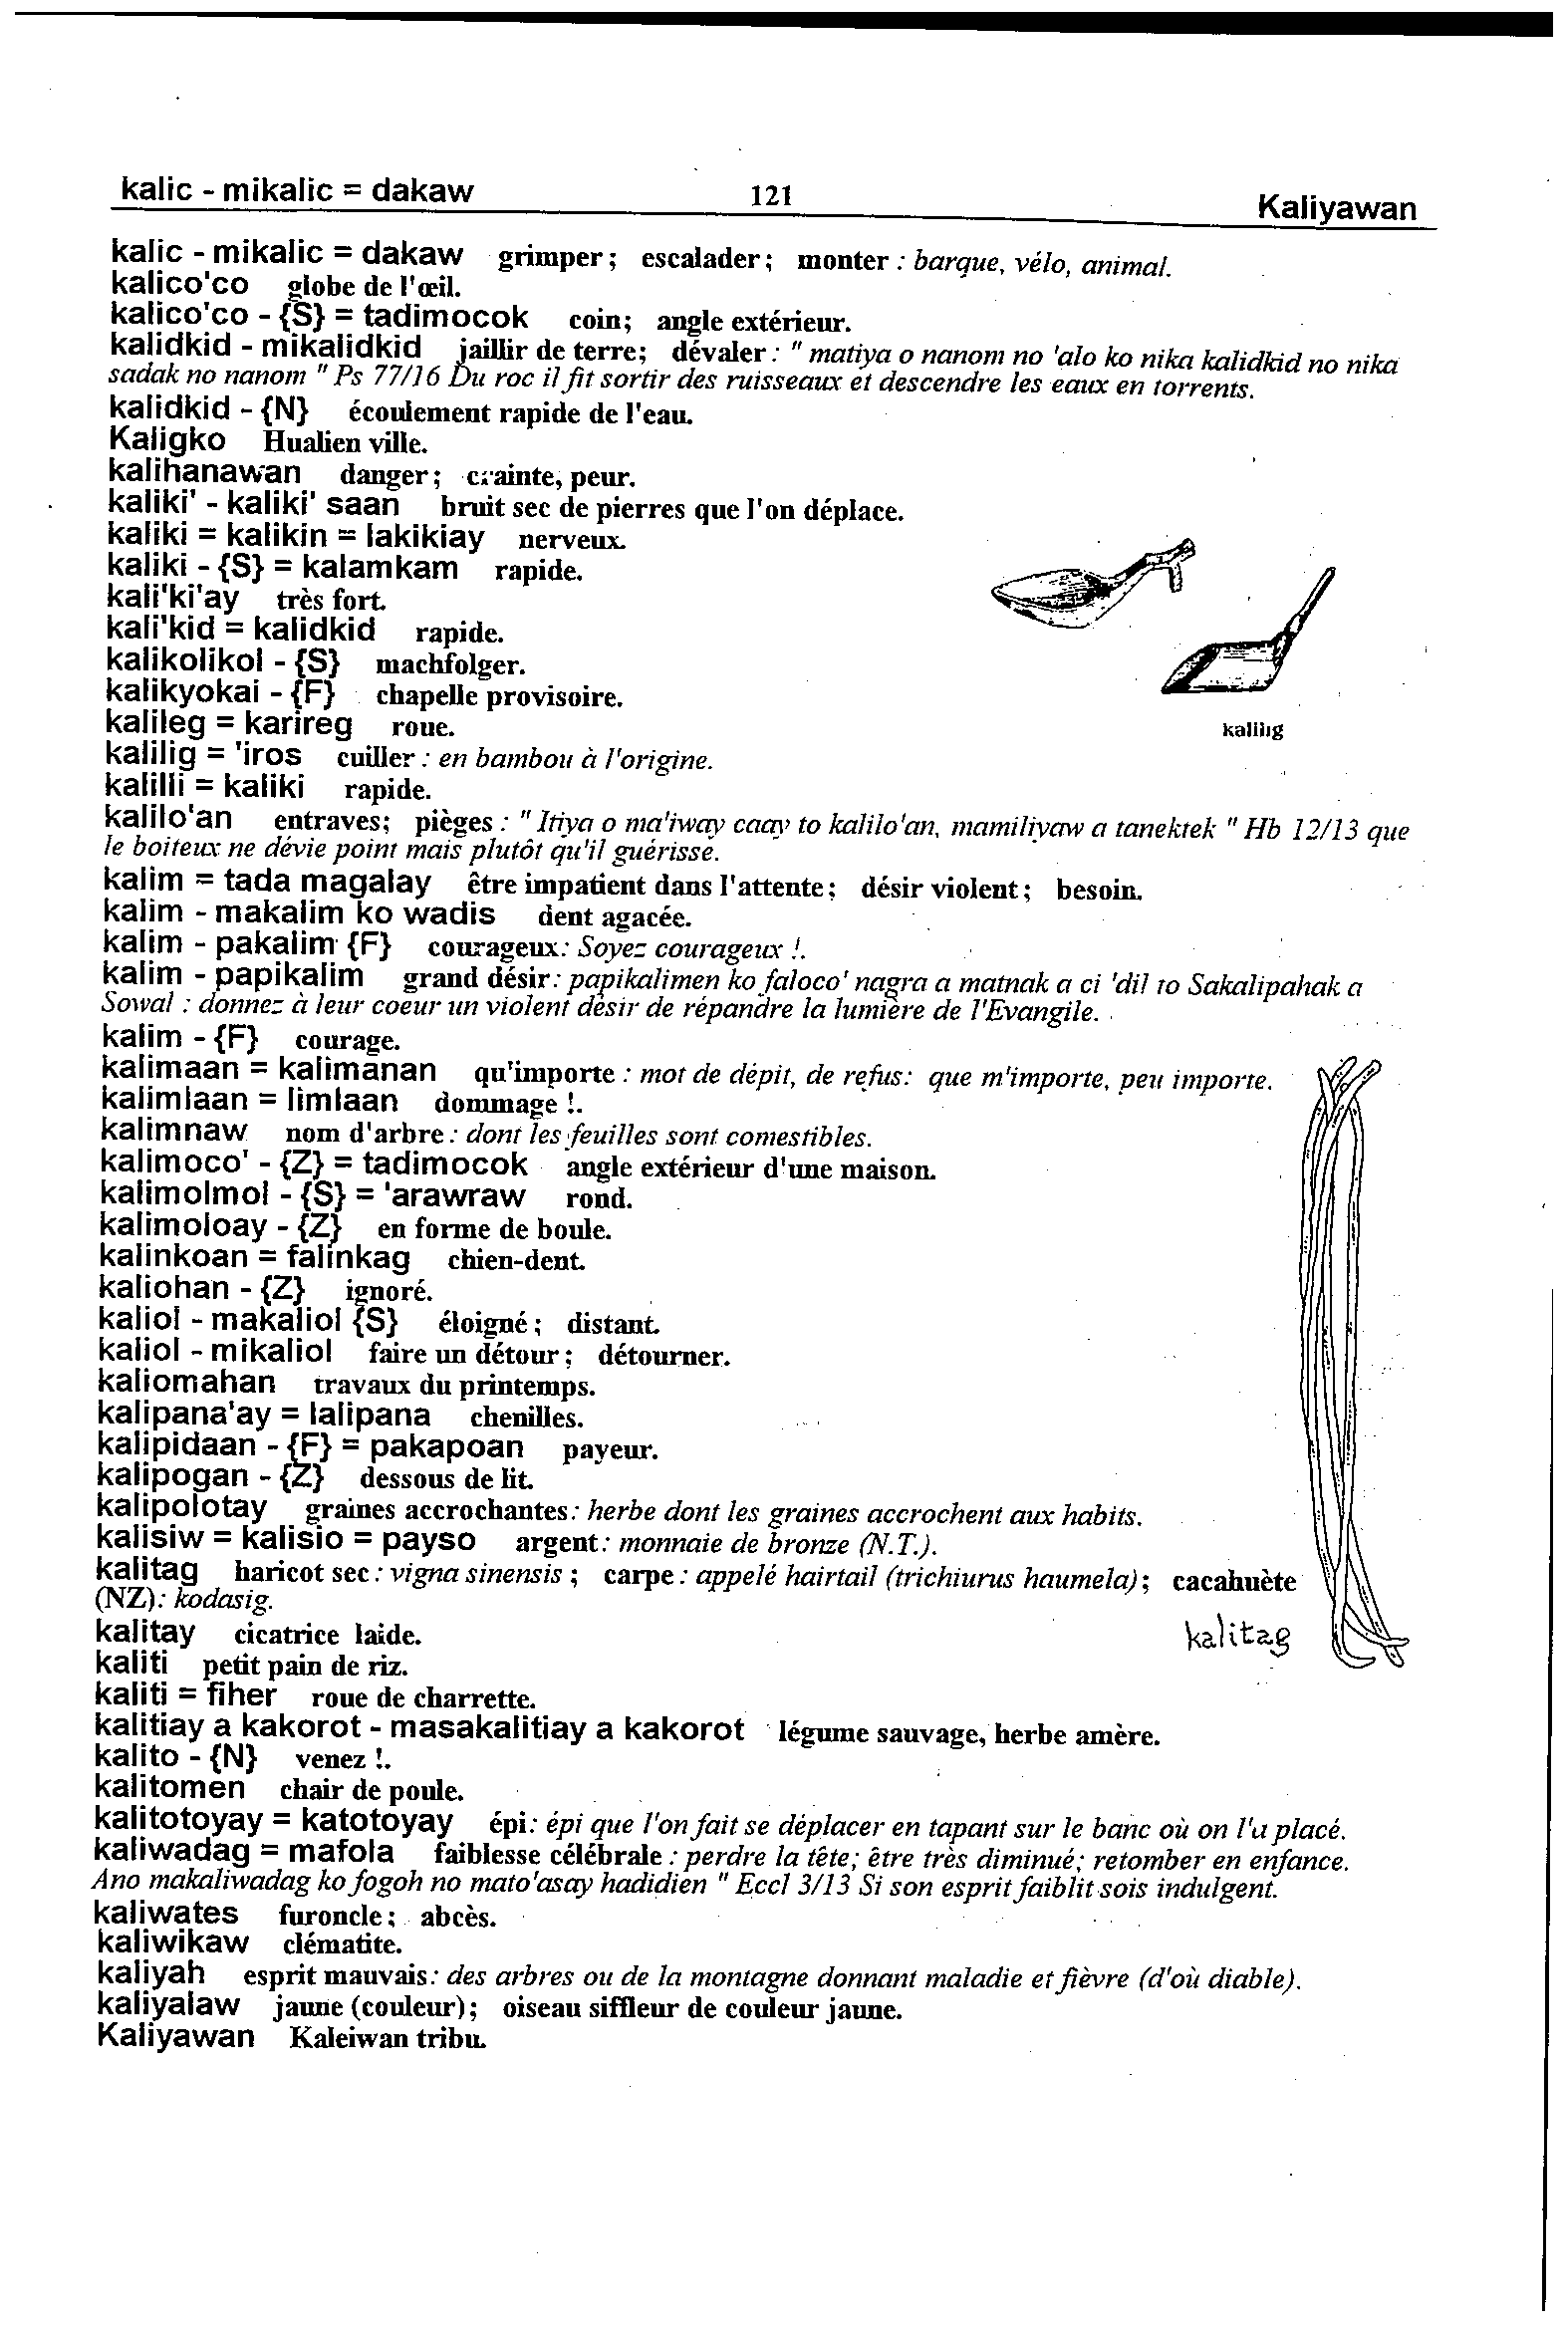 kalic - mikalic = dakaw 121 Kaliyawan
kalic - mikalic = dakaw grimper ; escalader ; monter : barque, vélo, animal.
kalico'co globe de l'œil.
kalico'co - {S} = tadimocok coin; angle extérieur.
kalidkid - mikalidkid jaillir de terre; dévaler : " matiya o nanom no 'alo ko nika kalidkid no nika
sadak no nanom " Ps 77/16 Du roc il fit sortir des ruisseaux et descendre les eaux en torrents.
kalidkid - {N} écoulement rapide de l'eau.
Kaligko Hualien ville.
kalihanawan danger ; crainte, peur.
kaliki' - kaliki' saan bruit sec de pierres que l'on déplace.
kaliki = kalikin = lakikiay nerveux.
kaliki - {S} = kalamkam rapide.
kali'ki'ay très fort.
kali'kid = kalidkid rapide.
kalikolikol - {S} machfolger.
kalikyokai - {F} chapelle provisoire.
kalileg = karireg roue.
kalilig
kalilig = 'iros cuiller : en bambou à l'origine.
kalilli = kaliki rapide.
kalilo'an entraves; pièges : " Itiya o ma'iway caay to kalilo'an, mamiliyaw a tanektek " Hb 12/13 que
le boiteux ne dévie point mais plutôt qu'il guérisse.
kalim = tada magalay être impatient dans l'attente ; désir violent ; besoin.
kalim - makalim ko wadis dent agacée.
kalim - pakalim {F} courageux : Soyez courageux !.
kalim - papikalim grand désir : papikalimen ko faloco' nagra a matnak a ci 'dil to Sakalipahak a
Sowal : donnez à leur coeur un violent désir de répandre la lumière de l'Evangile.
kalim - {F} courage.
kalimaan = kalimanan qu'importe : mot de dépit, de refus: que m'importe, peu importe.
kalimlaan = limlaan dommage !.
kalimnaw nom d'arbre : dont les feuilles sont comestibles.
kalimoco' - {Z} = tadimocok angle extérieur d'une maison.
kalimolmol - {S} = 'arawraw rond.
kalimoloay - {Z} en forme de boule.
kalinkoan = falinkag chien-dent.
kaliohan - {Z} ignoré.
kaliol - makaliol {S} éloigné ; distant.
kaliol - mikaliol faire un détour ; détourner.
kaliomahan travaux du printemps.
kalipana'ay = lalipana chenilles.
kalipidaan - {F} = pakapoan payeur.
kalipogan - {Z} dessous de lit.
kalipolotay graines accrochantes : herbe dont les graines accrochent aux habits.
kalisiw = kalisio = payso argent : monnaie de bronze (N.T.).
kalitag haricot sec : vigna sinensis ; carpe : appelé hairtail (trichiurus haumela) ; cacahuète
(NZ) : kodasig.
kalitag
kalitay cicatrice laide.
kaliti petit pain de riz.
kaliti = fiher roue de charrette.
kalitiay a kakorot - masakalitiay a kakorot légume sauvage, herbe amère.
kalito - {N} venez !.
kalitomen chair de poule.
kalitotoyay = katotoyay épi : épi que l'on fait se déplacer en tapant sur le banc où on l'a placé.
kaliwadag = mafola faiblesse célébrale : perdre la tête; être très diminué; retomber en enfance.
Ano makaliwadag ko fogoh no mato'asay hadidien " Eccl 3/13 Si son esprit faiblit sois indulgent.
kaliwates furoncle ; abcès.
kaliwikaw clématite.
kaliyah esprit mauvais : des arbres ou de la montagne donnant maladie et fièvre (d'où diable).
kaliyalaw jaune (couleur) ; oiseau siffleur de couleur jaune.
Kaliyawan Kaleiwan tribu.